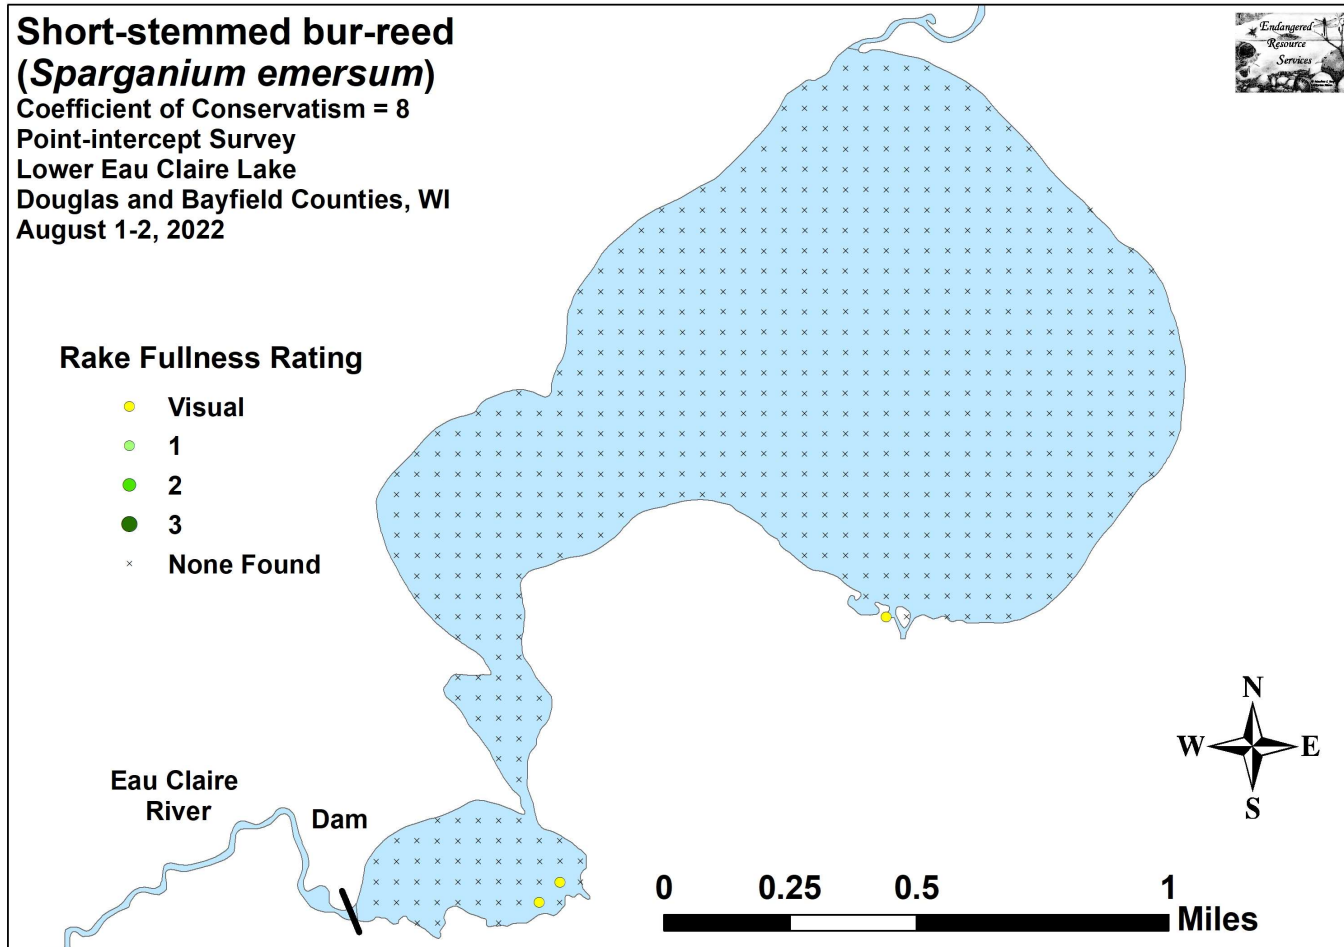 Short-stemmed bur-reed
(Sparganium emersum)
Coefficient of Conservatism = 8
Point-intercept Survey
Lower Eau Claire Lake
Douglas and Bayfield Counties, WI
August 1-2, 2022
Endangered
Resource
Services
Rake Fullness Rating
Visual
1
2
3
None Found
N
W
E
S
Eau Claire
River
Dam
0
0.25
0.5
1
Miles